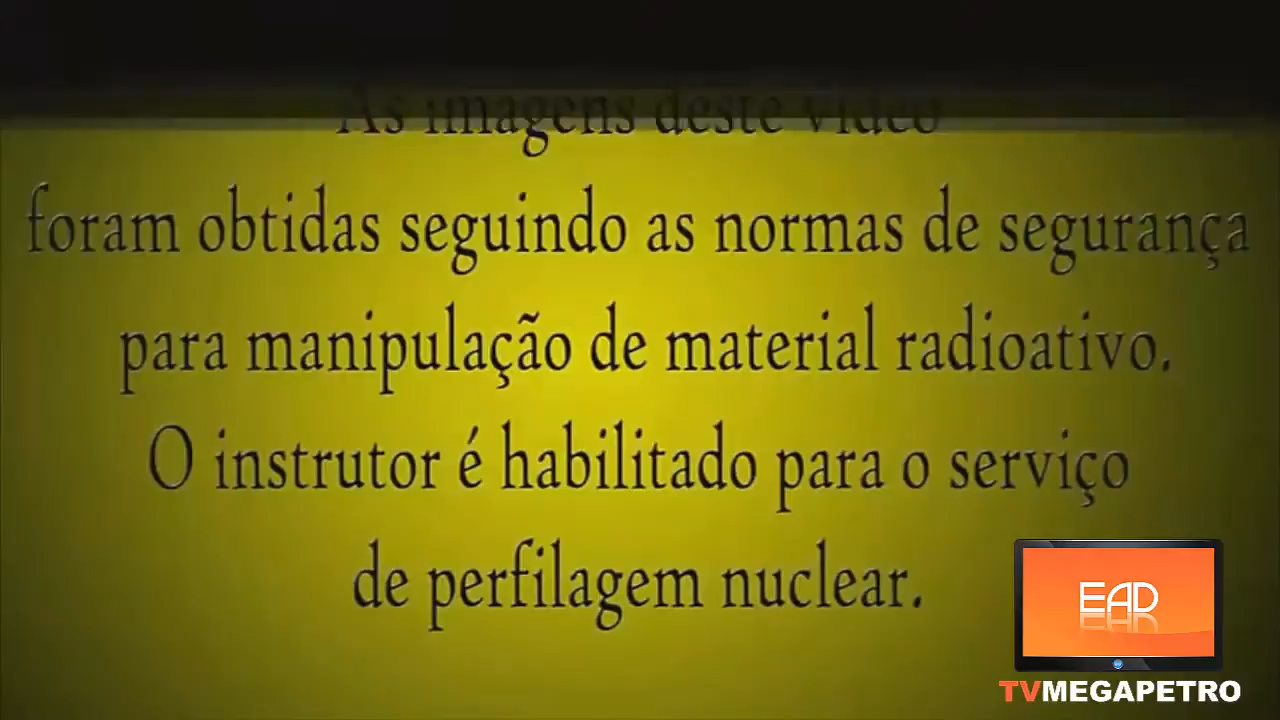 As imagens deste vídeo
foram obtidas seguindo as normas de segurança
para manipulação de material radioativo.
O instrutor é habilitado para o serviço
de perfilagem nuclear.
EAD
TVMEGAPETRO